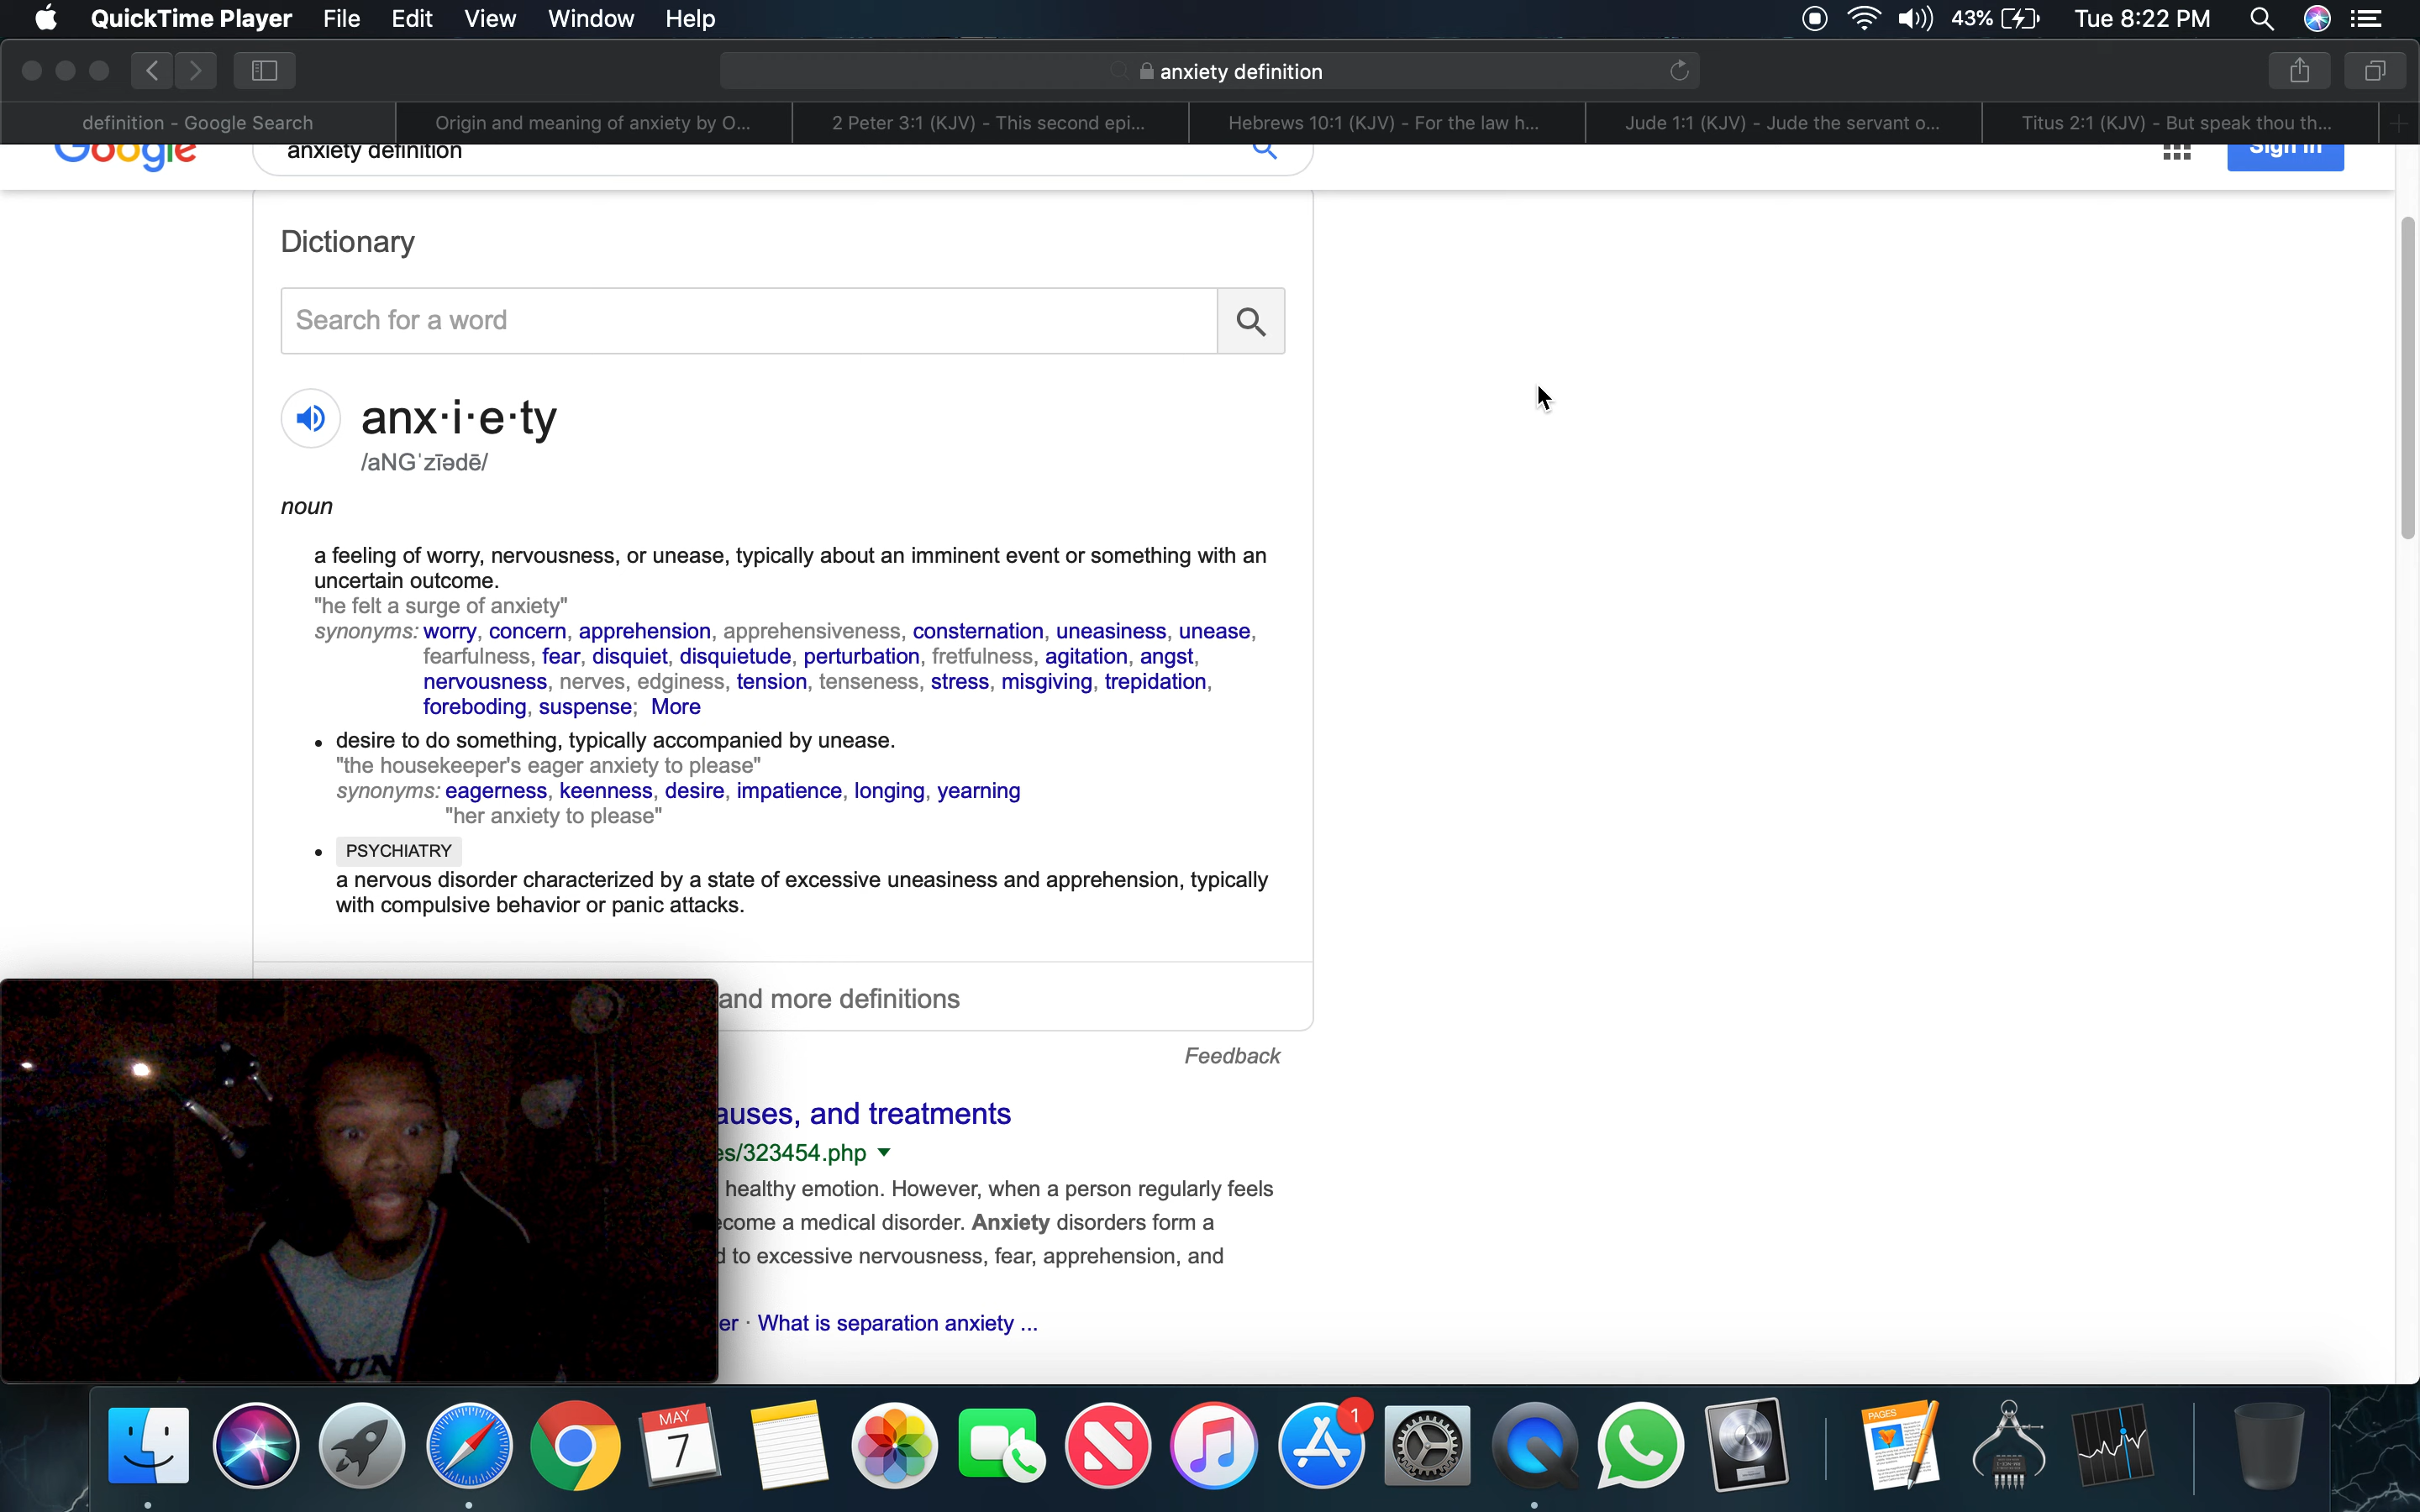 QuickTime Player File Edit View Window Help 43% Tue 8:22 PM
anxiety definition
definition - Google Search Origin and meaning of anxiety by O... 2 Peter 3:1 (KJV) - This second epi... Hebrews 10:1 (KJV) - For the law h... Jude 1:1 (KJV) - Jude the servant o... Titus 2:1 (KJV) - But speak thou th...
Google anxiety definition Sign in
Dictionary
Search for a word
anx·i·e·ty
/aNGˈzīədē/
noun
a feeling of worry, nervousness, or unease, typically about an imminent event or something with an
uncertain outcome.
"he felt a surge of anxiety"
synonyms: worry, concern, apprehension, apprehensiveness, consternation, uneasiness, unease,
fearfulness, fear, disquiet, disquietude, perturbation, fretfulness, agitation, angst,
nervousness, nerves, edginess, tension, tenseness, stress, misgiving, trepidation,
foreboding, suspense; More
• desire to do something, typically accompanied by unease.
"the housekeeper's eager anxiety to please"
synonyms: eagerness, keenness, desire, impatience, longing, yearning
"her anxiety to please"
• PSYCHIATRY
a nervous disorder characterized by a state of excessive uneasiness and apprehension, typically
with compulsive behavior or panic attacks.
and more definitions
Feedback
auses, and treatments
es/323454.php
healthy emotion. However, when a person regularly feels
ecome a medical disorder. Anxiety disorders form a
d to excessive nervousness, fear, apprehension, and
er · What is separation anxiety ...
MAY
7
1
PAGES